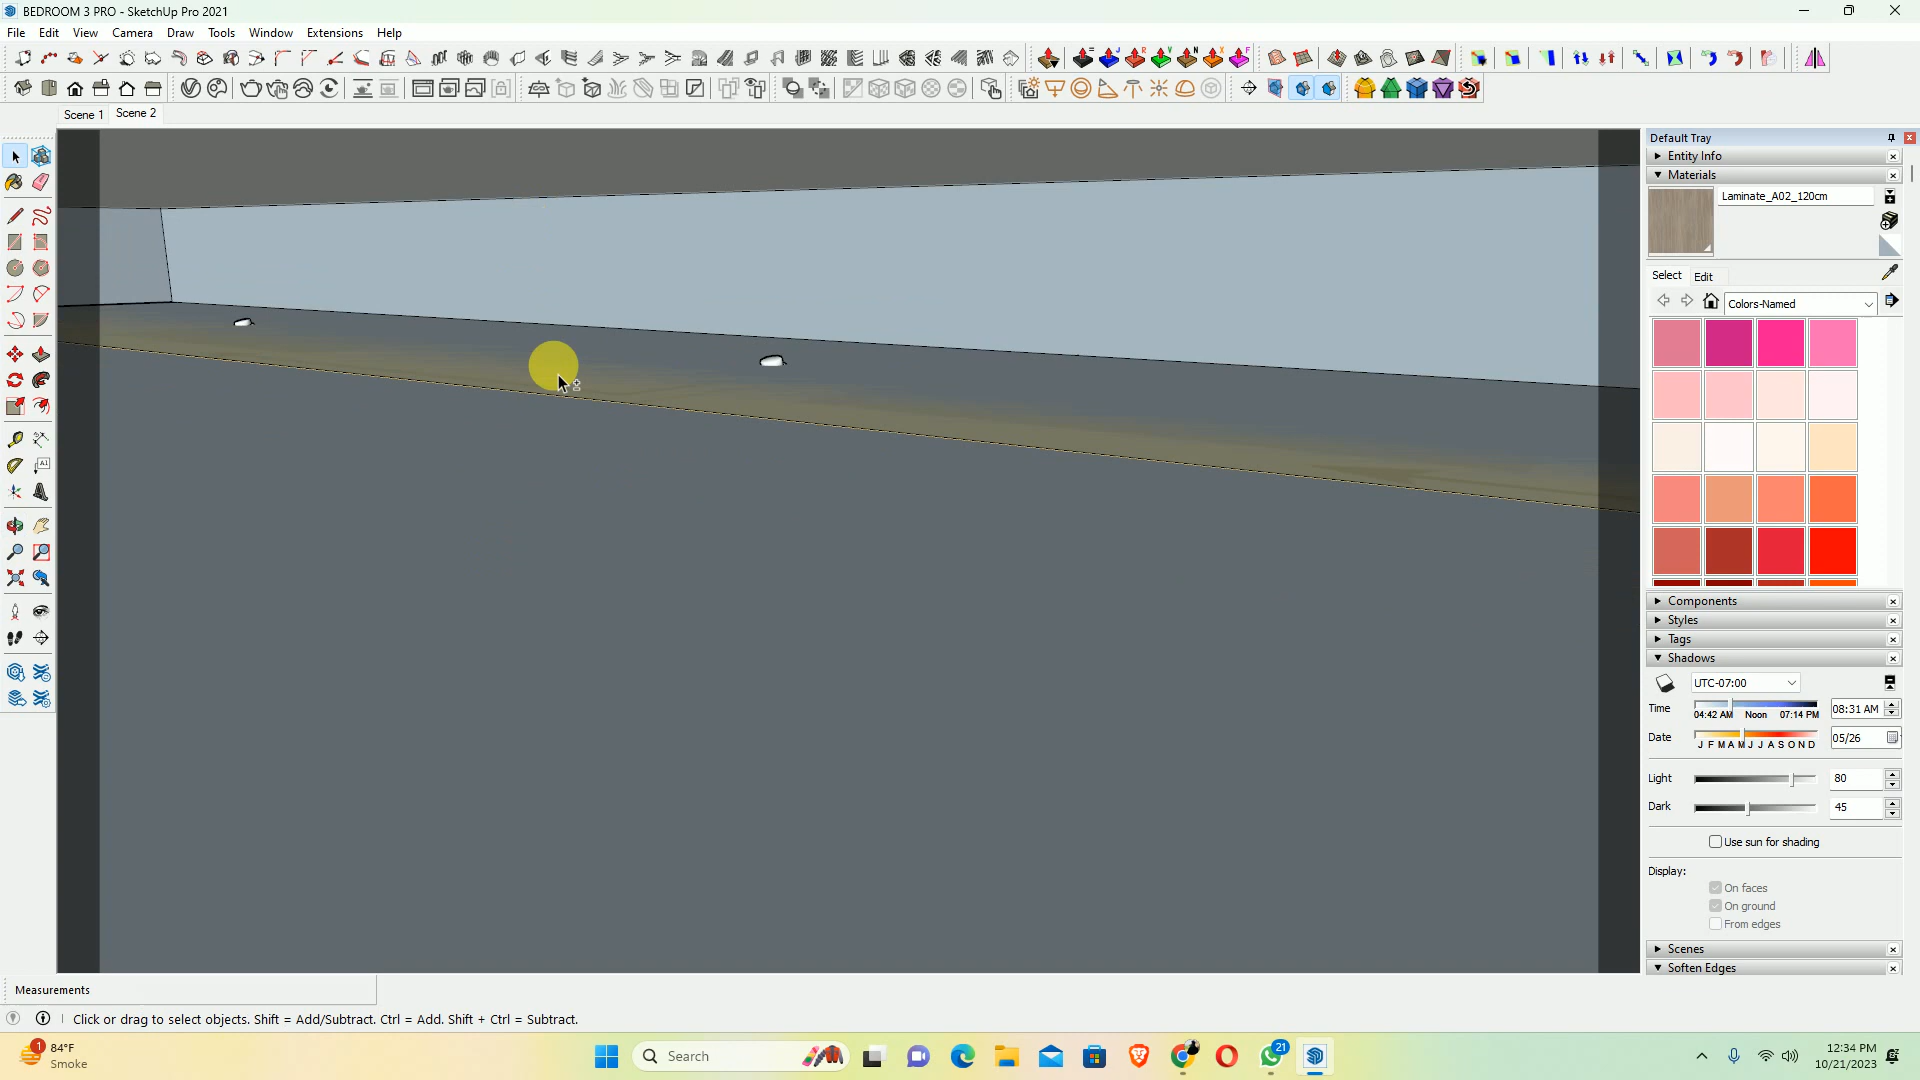 BEDROOM 3 PRO - SketchUp Pro 2021
File Edit View Camera Draw Tools Window Extensions Help
Scene 1 Scene 2
Default Tray
Entity Info
Materials
Laminate_A02_120cm
Select Edit
Colors-Named
Components
Styles
Tags
Shadows
UTC-07:00
Time 04:42 AM Noon 07:14 PM 08:31 AM
Date J F M A M J J A S O N D 05/26
Light 80
Dark 45
Use sun for shading
Display:
On faces
On ground
From edges
Scenes
Soften Edges
Measurements
Click or drag to select objects. Shift = Add/Subtract. Ctrl = Add. Shift + Ctrl = Subtract.
1 84°F
Smoke
Search
21
12:34 PM
10/21/2023